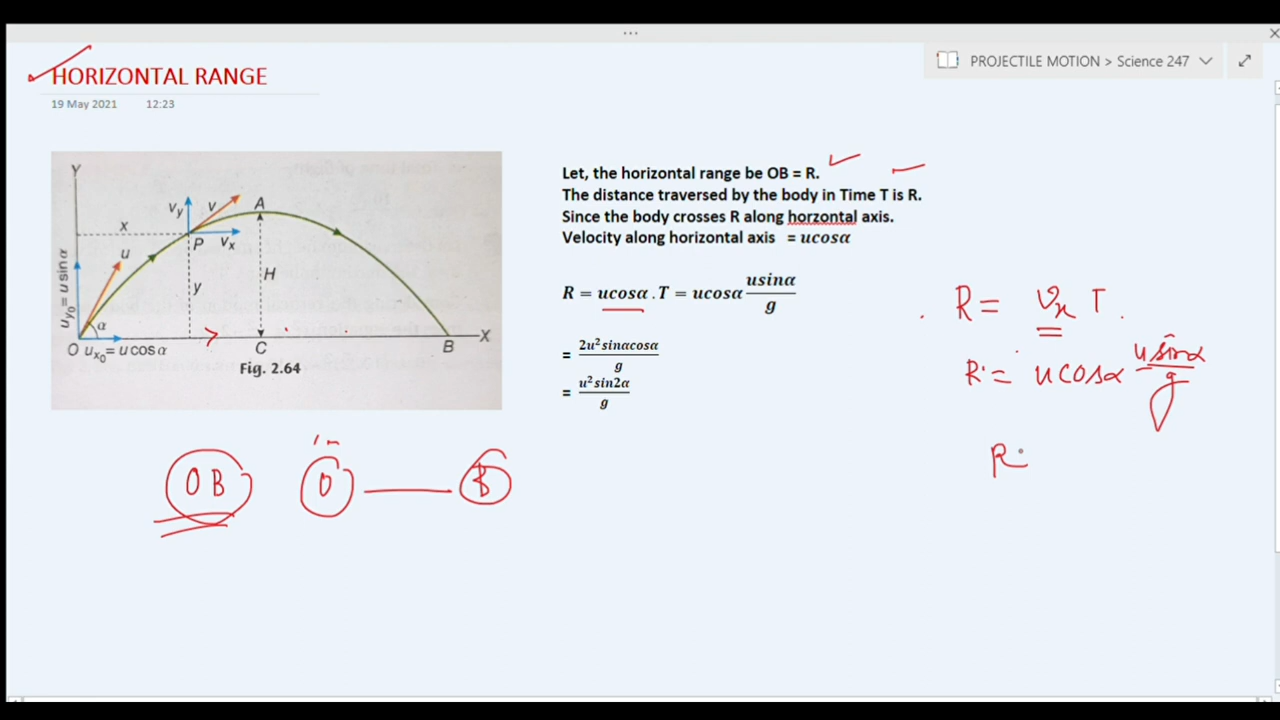 HORIZONTAL RANGE
19 May 2021 12:23
PROJECTILE MOTION > Science 247
Y
u_y₀ = u sin α
x
u
α
O u_x₀ = u cos α
v_y
v
P
v_x
y
A
H
C
B
X
Fig. 2.64
Let, the horizontal range be OB = R.
The distance traversed by the body in Time T is R.
Since the body crosses R along horzontal axis.
Velocity along horizontal axis = ucosα
R = ucosα . T = ucosα usinα/g
= 2u²sinαcosα/g
= u²sin2α/g
R = v_x T
R = u cosα u sinα/g
R
OB O B